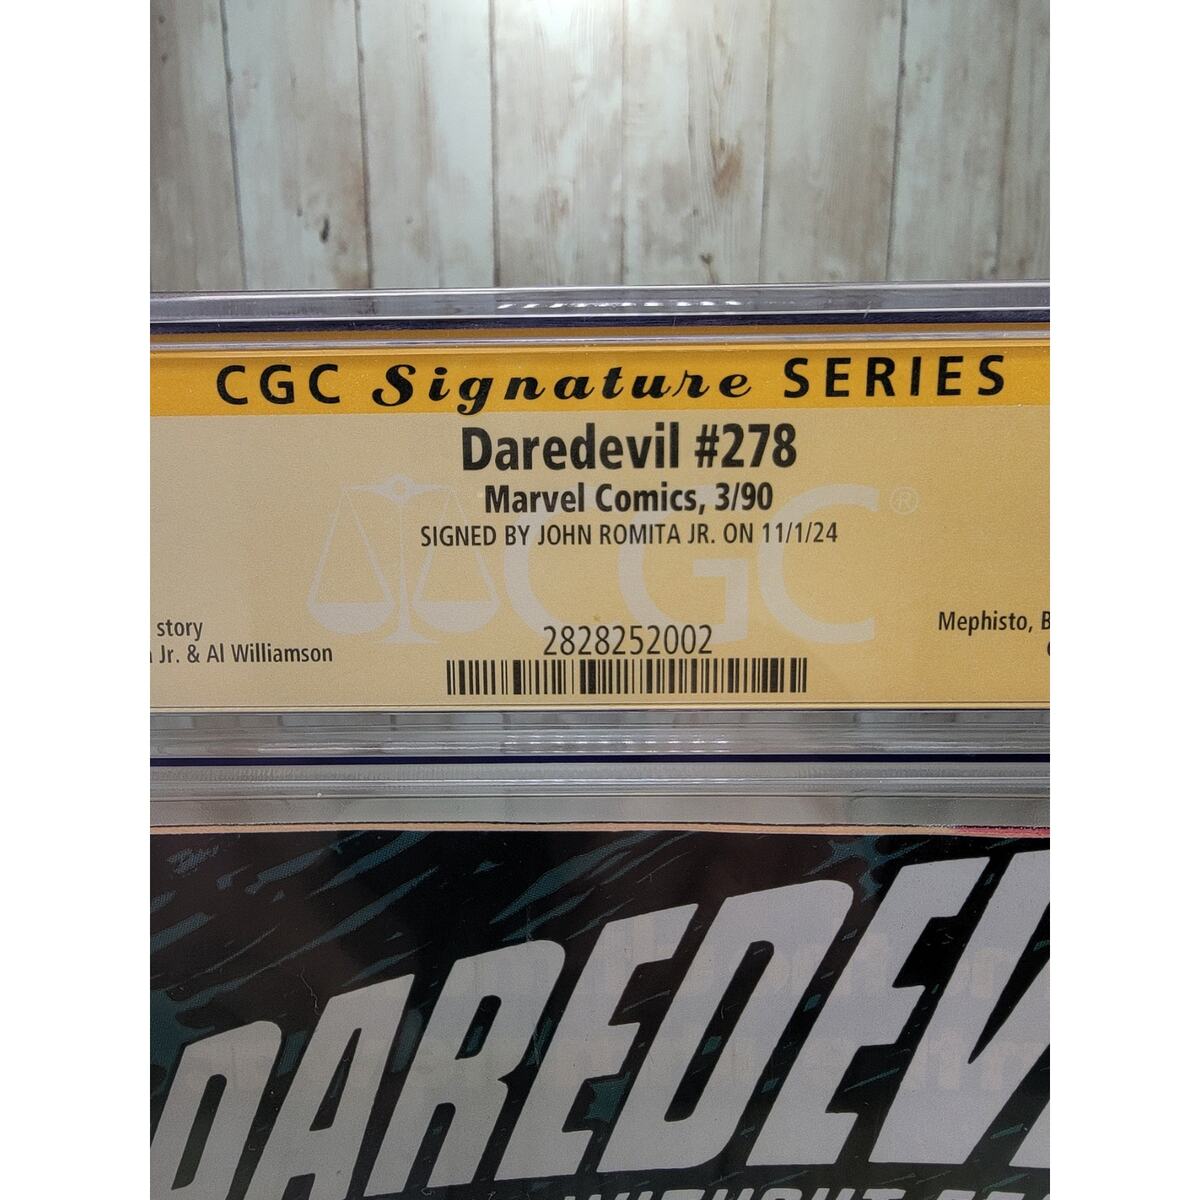 CGC Signature SERIES
Daredevil #278
Marvel Comics, 3/90
SIGNED BY JOHN ROMITA JR. ON 11/1/24
CGC®
story
Jr. & Al Williamson
Mephisto, B
2828252002
DAREDEV